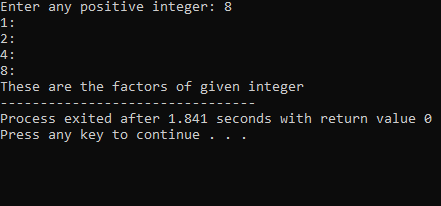 Enter any positive integer: 8
1:
2:
4:
8:
These are the factors of given integer
--------------------------------
Process exited after 1.841 seconds with return value 0
Press any key to continue . . .